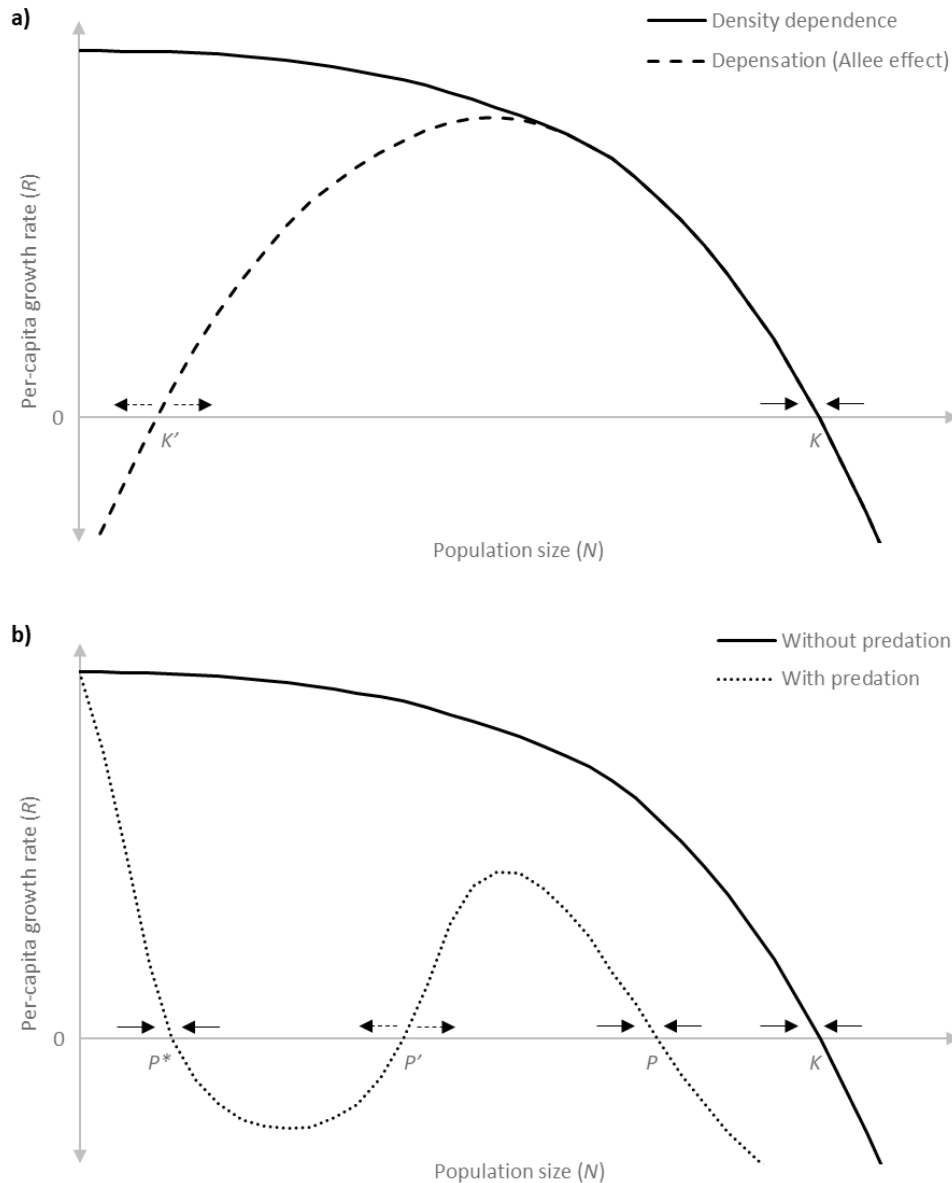 a)
Density dependence
Depensation (Allee effect)
Per-capita growth rate (R)
0
K'
K
Population size (N)
b)
Without predation
With predation
Per-capita growth rate (R)
0
P*
P'
P
K
Population size (N)